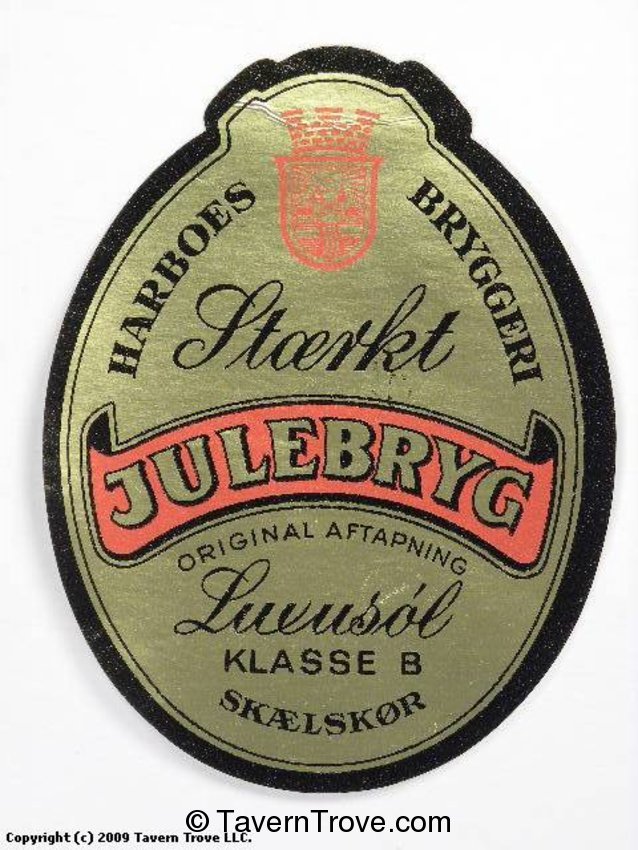 HARBOES BRYGGERI
Stærkt
JULEBRYG
ORIGINAL AFTAPNING
Luxusøl
KLASSE B
SKÆLSKØR
© TavernTrove.com
Copyright (c) 2009 Tavern Trove LLC.